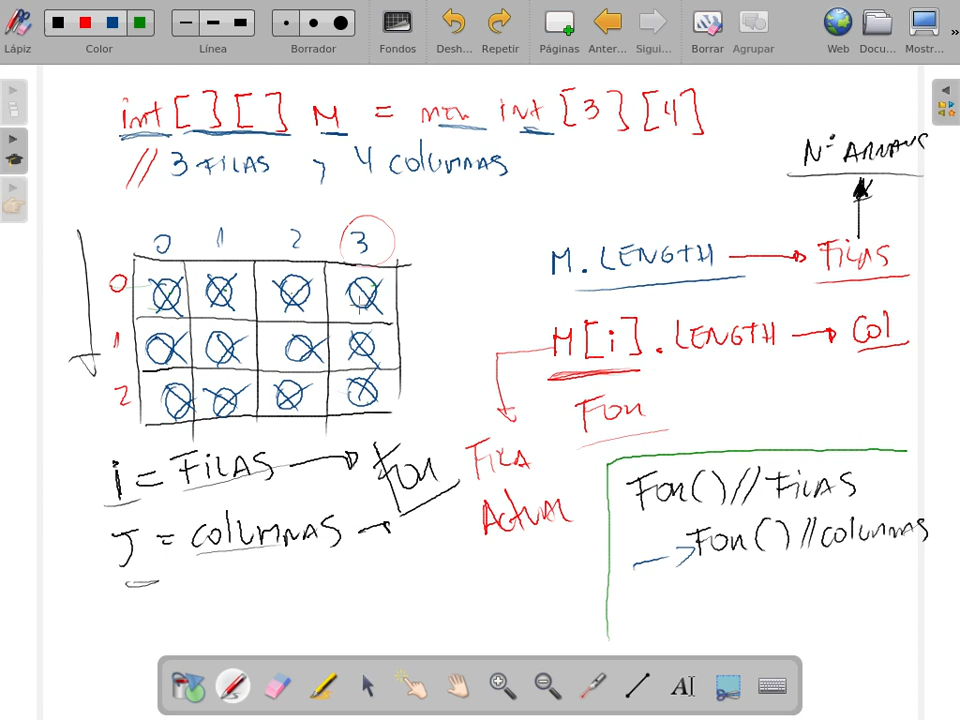 Lápiz Color Línea Borrador Fondos Desh... Repetir Páginas Anter... Sigui... Borrar Agrupar Web Docu... Mostr... »
int[][] M = new int[3][4]
// 3 FILAS y 4 COLUMNAS
Nº ARRAYS
0 1 2 3
0
1
2
M.LENGTH → FILAS
M[i].LENGTH → Col
FOR
FILA
ACTUAL
i = FILAS → FOR
J = COLUMNAS →
FOR() // FILAS
→ FOR() // COLUMNAS
AI